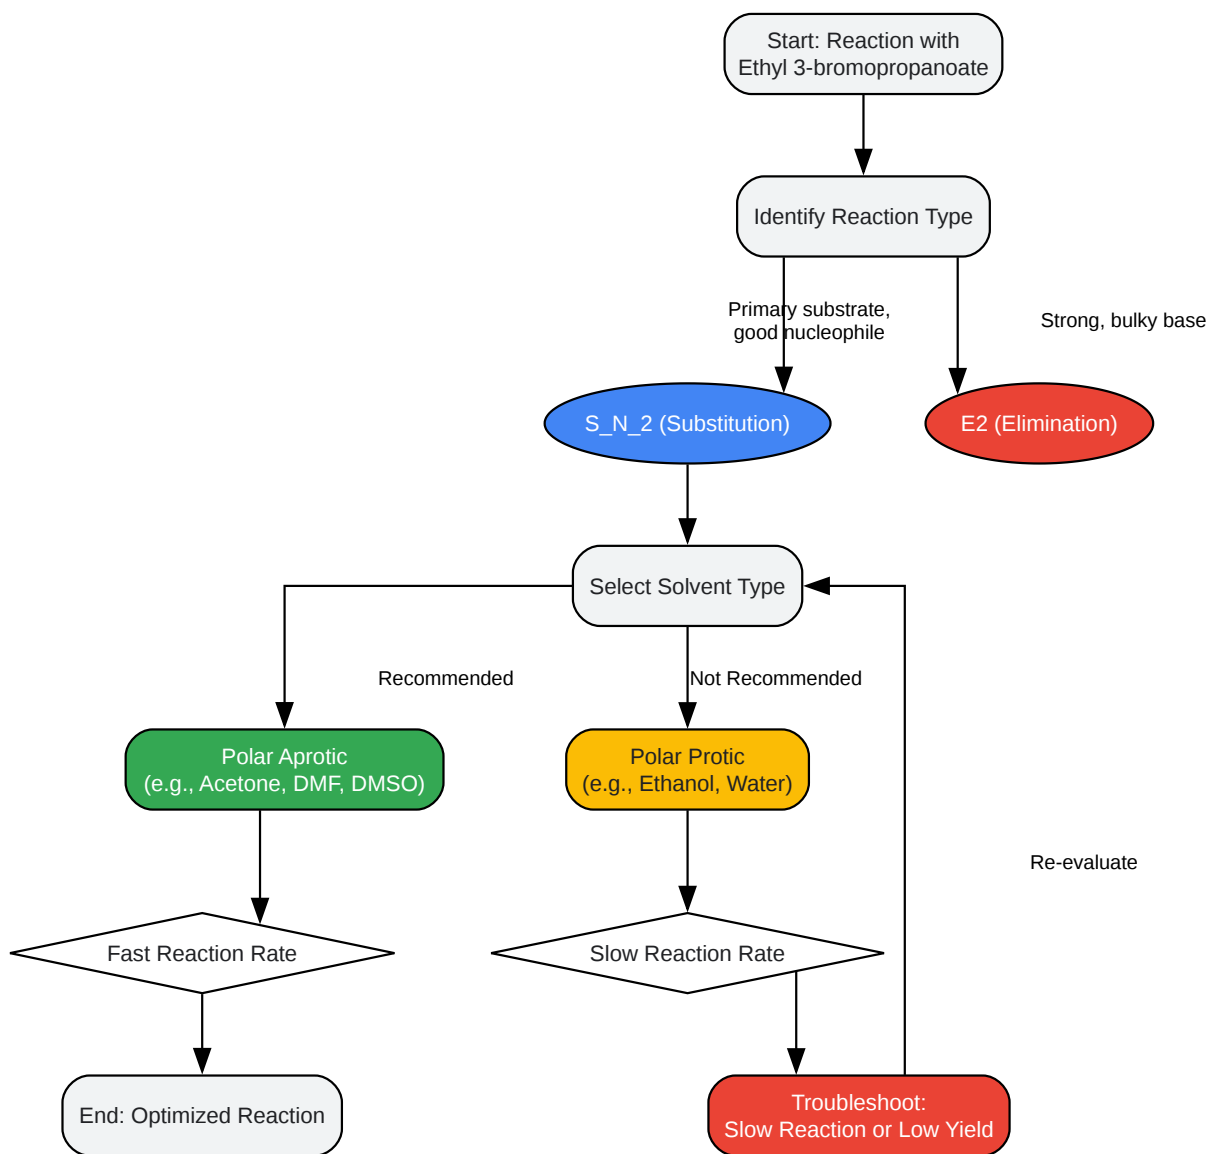 Start: Reaction with
Ethyl 3-bromopropanoate
Identify Reaction Type
Primary substrate,
good nucleophile
Strong, bulky base
S_N_2 (Substitution)
E2 (Elimination)
Select Solvent Type
Recommended
Not Recommended
Polar Aprotic
(e.g., Acetone, DMF, DMSO)
Polar Protic
(e.g., Ethanol, Water)
Re-evaluate
Fast Reaction Rate
Slow Reaction Rate
End: Optimized Reaction
Troubleshoot:
Slow Reaction or Low Yield